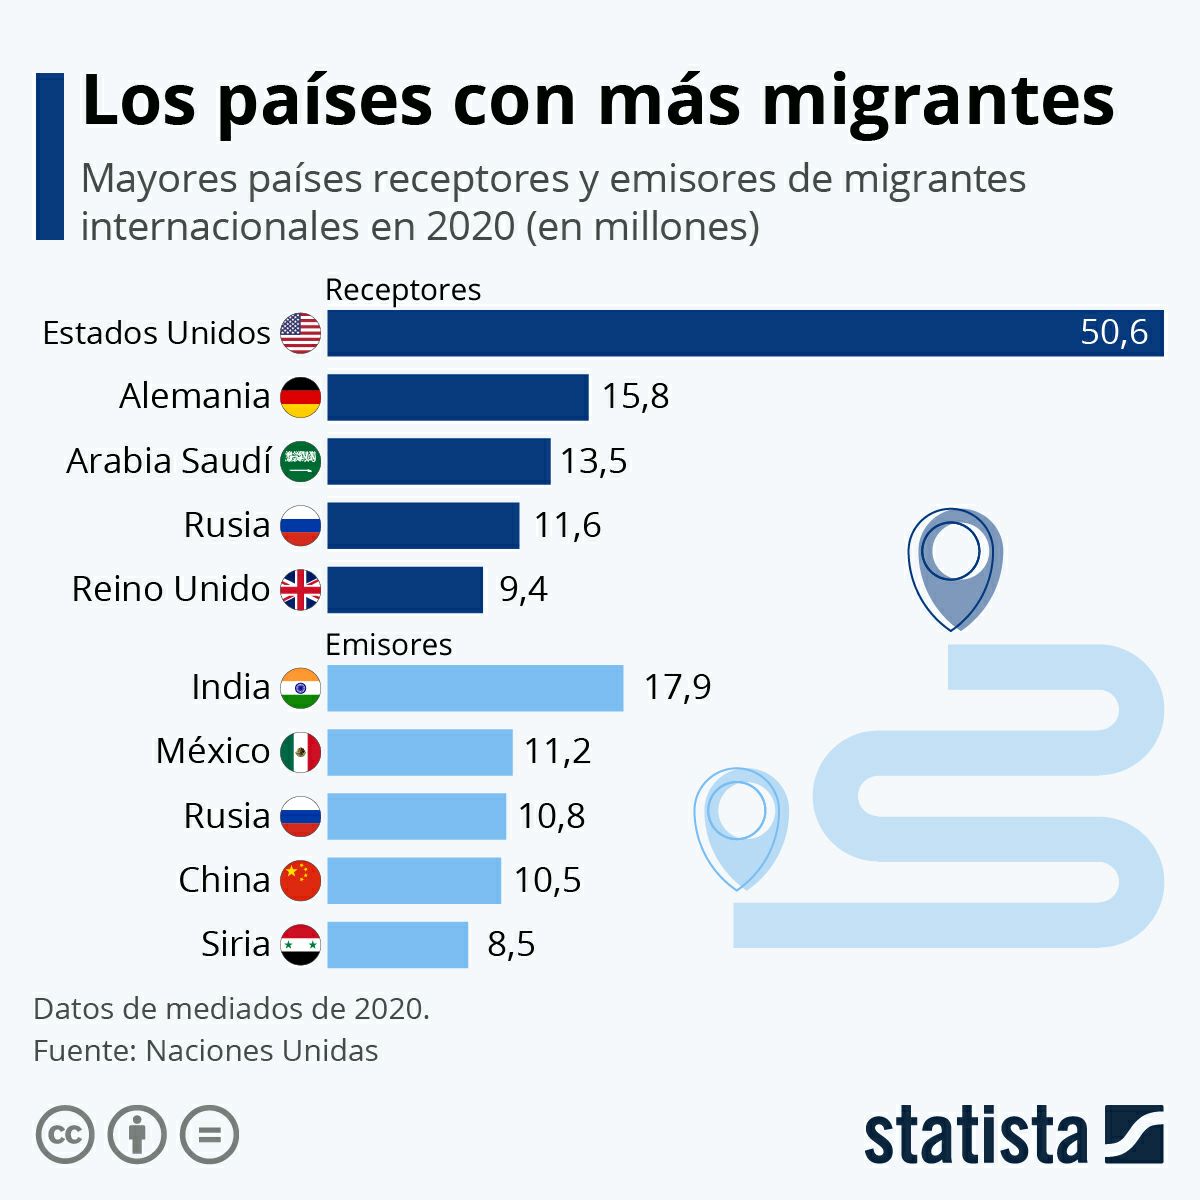 Los países con más migrantes
Mayores países receptores y emisores de migrantes
internacionales en 2020 (en millones)
Receptores
Estados Unidos 50,6
Alemania 15,8
Arabia Saudí 13,5
Rusia 11,6
Reino Unido 9,4
Emisores
India 17,9
México 11,2
Rusia 10,8
China 10,5
Siria 8,5
Datos de mediados de 2020.
Fuente: Naciones Unidas
cc
statista